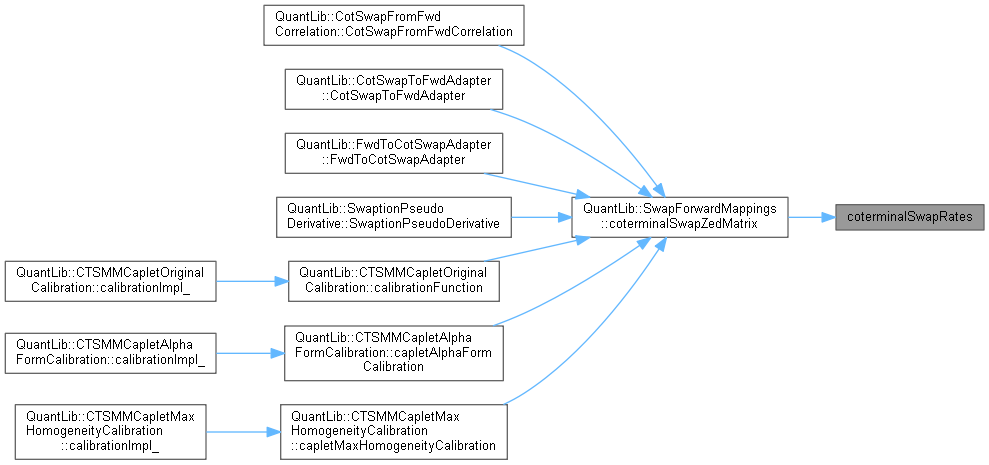 QuantLib::CotSwapFromFwd
Correlation::CotSwapFromFwdCorrelation
QuantLib::CotSwapToFwdAdapter
::CotSwapToFwdAdapter
QuantLib::FwdToCotSwapAdapter
::FwdToCotSwapAdapter
QuantLib::SwaptionPseudo
Derivative::SwaptionPseudoDerivative
QuantLib::SwapForwardMappings
::coterminalSwapZedMatrix
coterminalSwapRates
QuantLib::CTSMMCapletOriginal
Calibration::calibrationImpl_
QuantLib::CTSMMCapletOriginal
Calibration::calibrationFunction
QuantLib::CTSMMCapletAlpha
FormCalibration::calibrationImpl_
QuantLib::CTSMMCapletAlpha
FormCalibration::capletAlphaForm
Calibration
QuantLib::CTSMMCapletMax
HomogeneityCalibration
::calibrationImpl_
QuantLib::CTSMMCapletMax
HomogeneityCalibration
::capletMaxHomogeneityCalibration